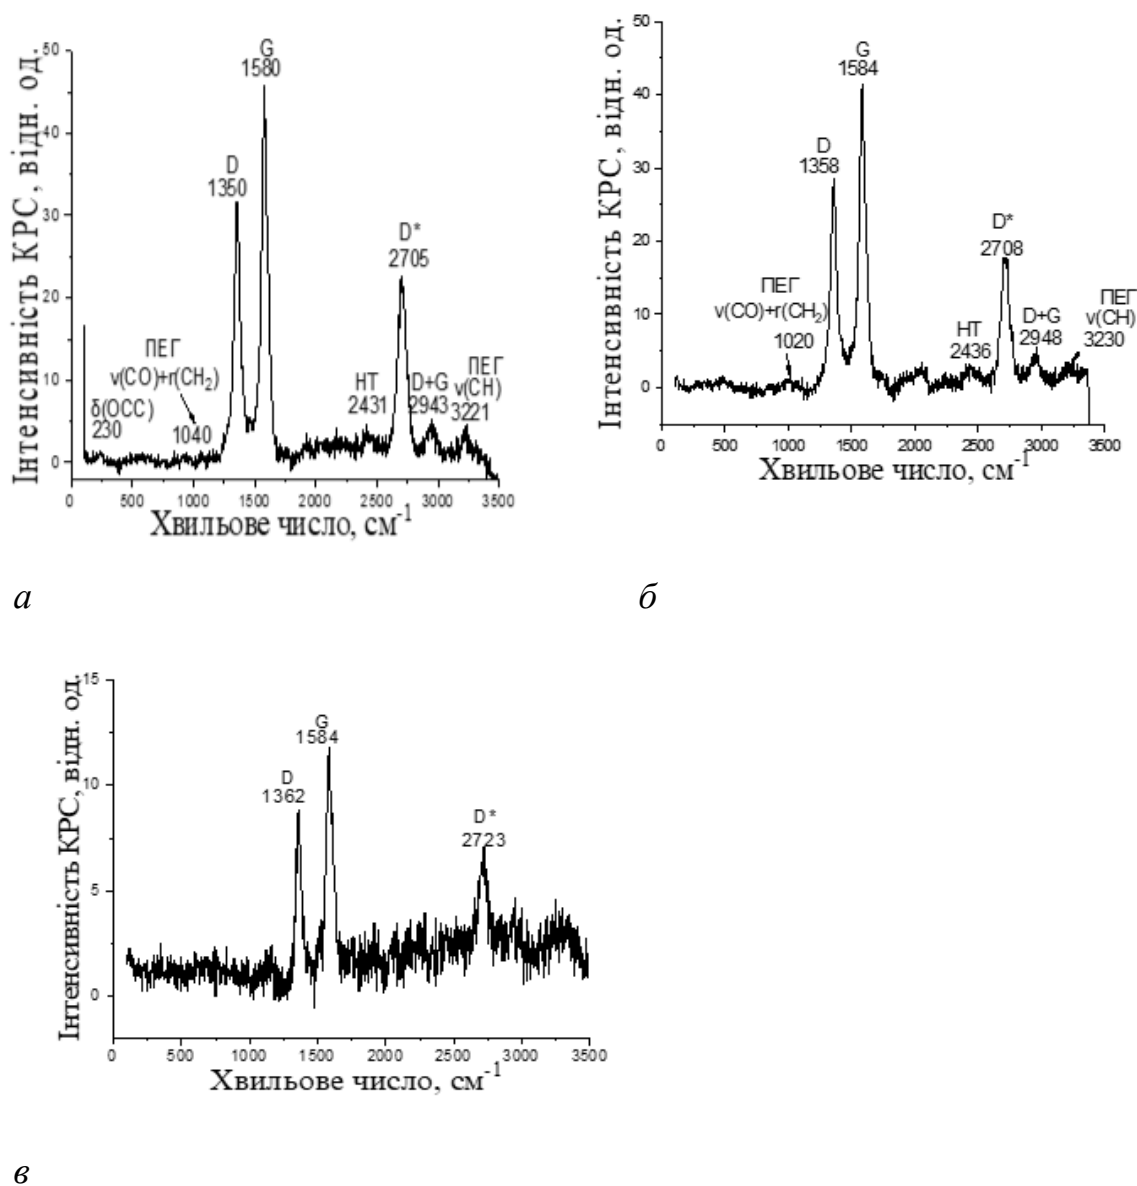 Інтенсивність КРС, відн. од.
50
40
30
20
10
0
G
1580
D
1350
D*
2705
ПЕГ
ν(CO)+r(CH2)
1040
δ(OCC)
230
HT
2431
D+G
2943
ПЕГ
ν(CH)
3221
0 500 1000 1500 2000 2500 3000 3500
Хвильове число, см-1
а
Інтенсивність КРС, відн. од.
50
40
30
20
10
0
G
1584
D
1358
D*
2708
ПЕГ
ν(CO)+r(CH2)
1020
HT
2436
D+G
2948
ПЕГ
ν(CH)
3230
0 500 1000 1500 2000 2500 3000 3500
Хвильове число, см-1
б
Інтенсивність КРС, відн. од.
15
10
5
0
G
1584
D
1362
D*
2723
0 500 1000 1500 2000 2500 3000 3500
Хвильове число, см-1
в